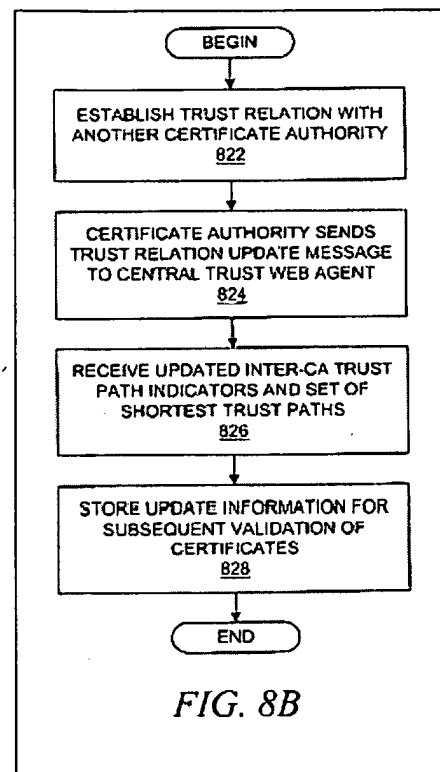 BEGIN
ESTABLISH TRUST RELATION WITH
ANOTHER CERTIFICATE AUTHORITY
822
CERTIFICATE AUTHORITY SENDS
TRUST RELATION UPDATE MESSAGE
TO CENTRAL TRUST WEB AGENT
824
RECEIVE UPDATED INTER-CA TRUST
PATH INDICATORS AND SET OF
SHORTEST TRUST PATHS
826
STORE UPDATE INFORMATION FOR
SUBSEQUENT VALIDATION OF
CERTIFICATES
828
END
FIG. 8B